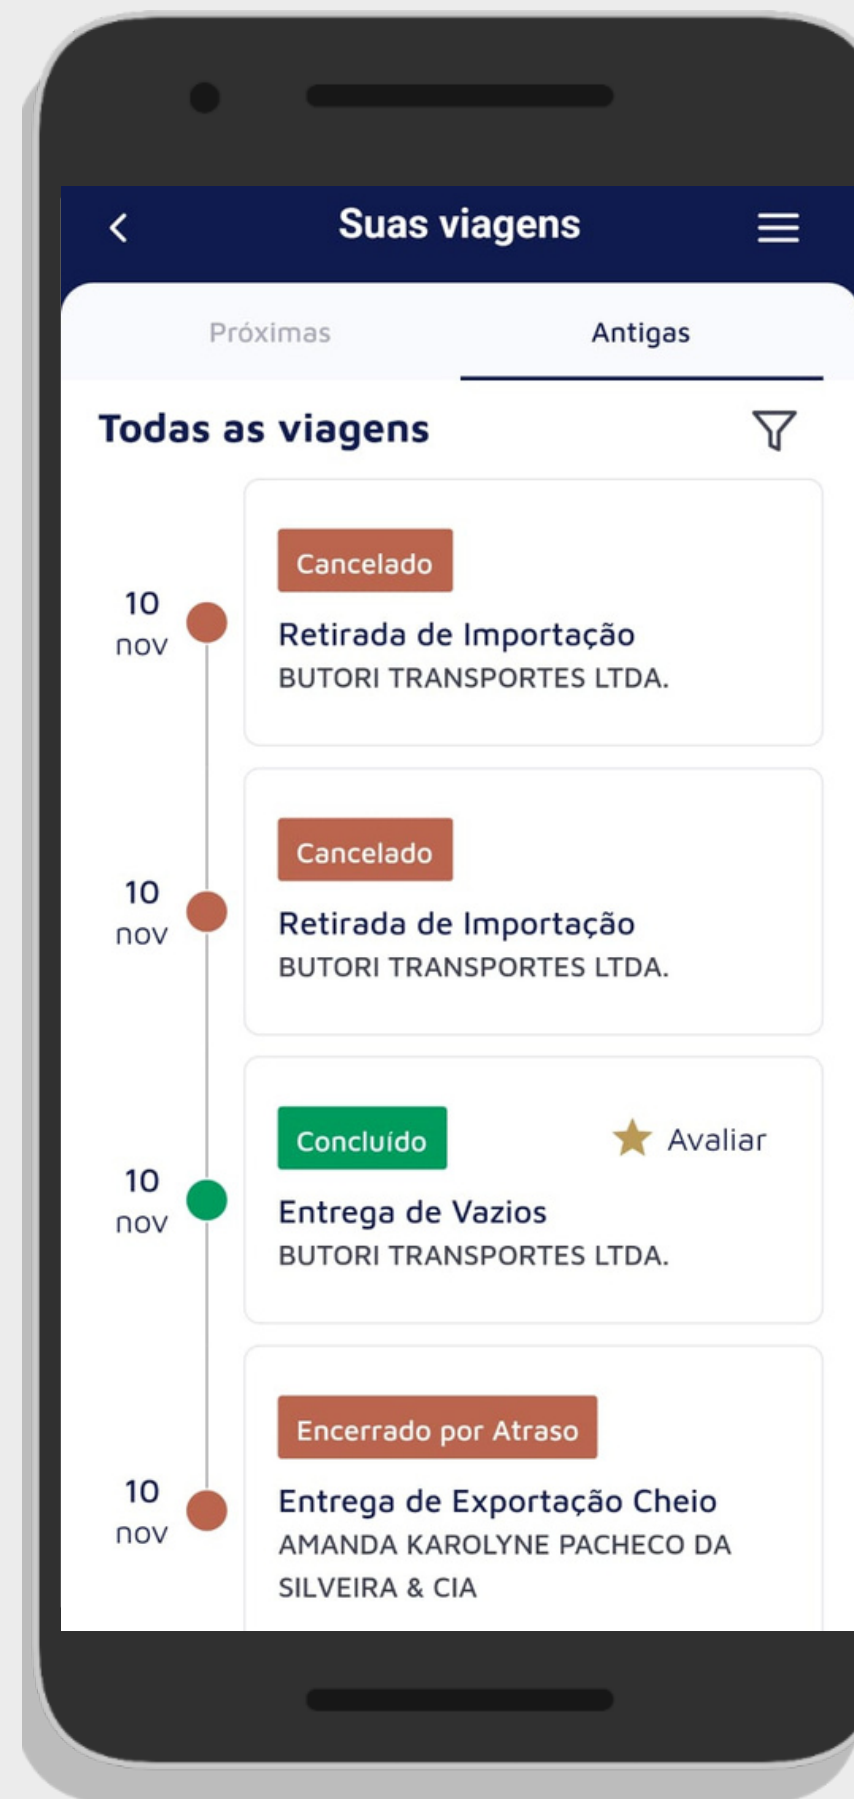 Suas viagens
Próximas
Antigas
Todas as viagens
10
nov
Cancelado
Retirada de Importação
BUTORI TRANSPORTES LTDA.
10
nov
Cancelado
Retirada de Importação
BUTORI TRANSPORTES LTDA.
10
nov
Concluído
Avaliar
Entrega de Vazios
BUTORI TRANSPORTES LTDA.
10
nov
Encerrado por Atraso
Entrega de Exportação Cheio
AMANDA KAROLYNE PACHECO DA
SILVEIRA & CIA